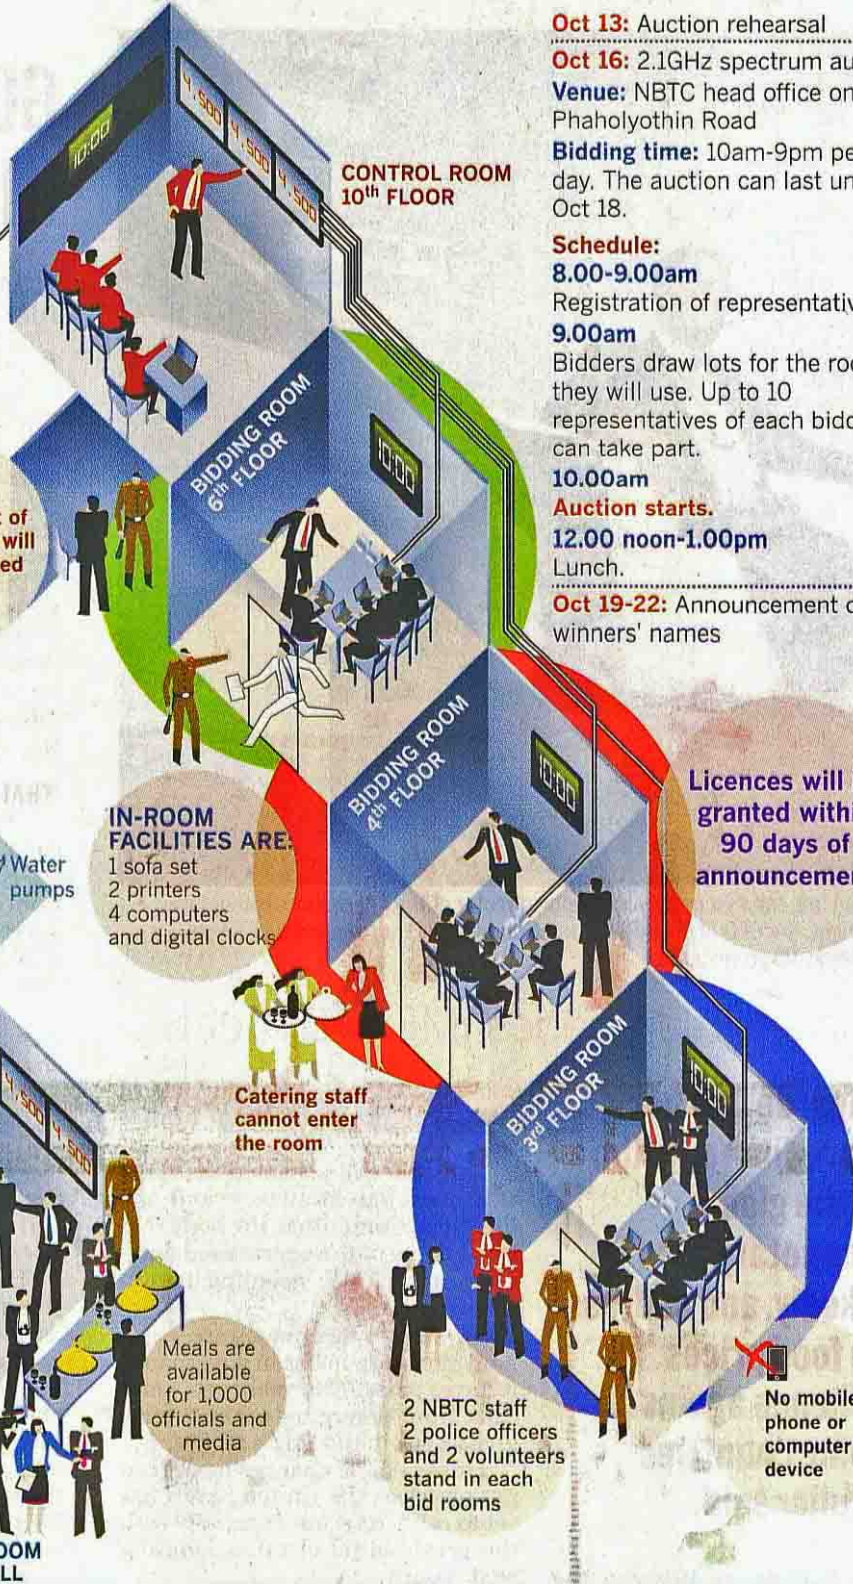 Oct 13: Auction rehearsal
Oct 16: 2.1GHz spectrum au
Venue: NBTC head office on
Phaholyothin Road
Bidding time: 10am-9pm pe
day. The auction can last un
Oct 18.
Schedule:
8.00-9.00am
Registration of representativ
9.00am
Bidders draw lots for the roo
they will use. Up to 10
representatives of each bidd
can take part.
10.00am
Auction starts.
12.00 noon-1.00pm
Lunch.
Oct 19-22: Announcement o
winners' names
10:00
4,500 4,500 4,500
CONTROL ROOM
10th FLOOR
BIDDING ROOM
6th FLOOR
10:00
of
will
ed
BIDDING ROOM
4th FLOOR
10:00
Licences will
granted withi
90 days of
announcemen
IN-ROOM
FACILITIES ARE:
1 sofa set
2 printers
4 computers
and digital clocks
Water
pumps
Catering staff
cannot enter
the room
BIDDING ROOM
3rd FLOOR
10:00
4,500 4,500
Meals are
available
for 1,000
officials and
media
2 NBTC staff
2 police officers
and 2 volunteers
stand in each
bid rooms
No mobile
phone or
computer
device
OOM
LL